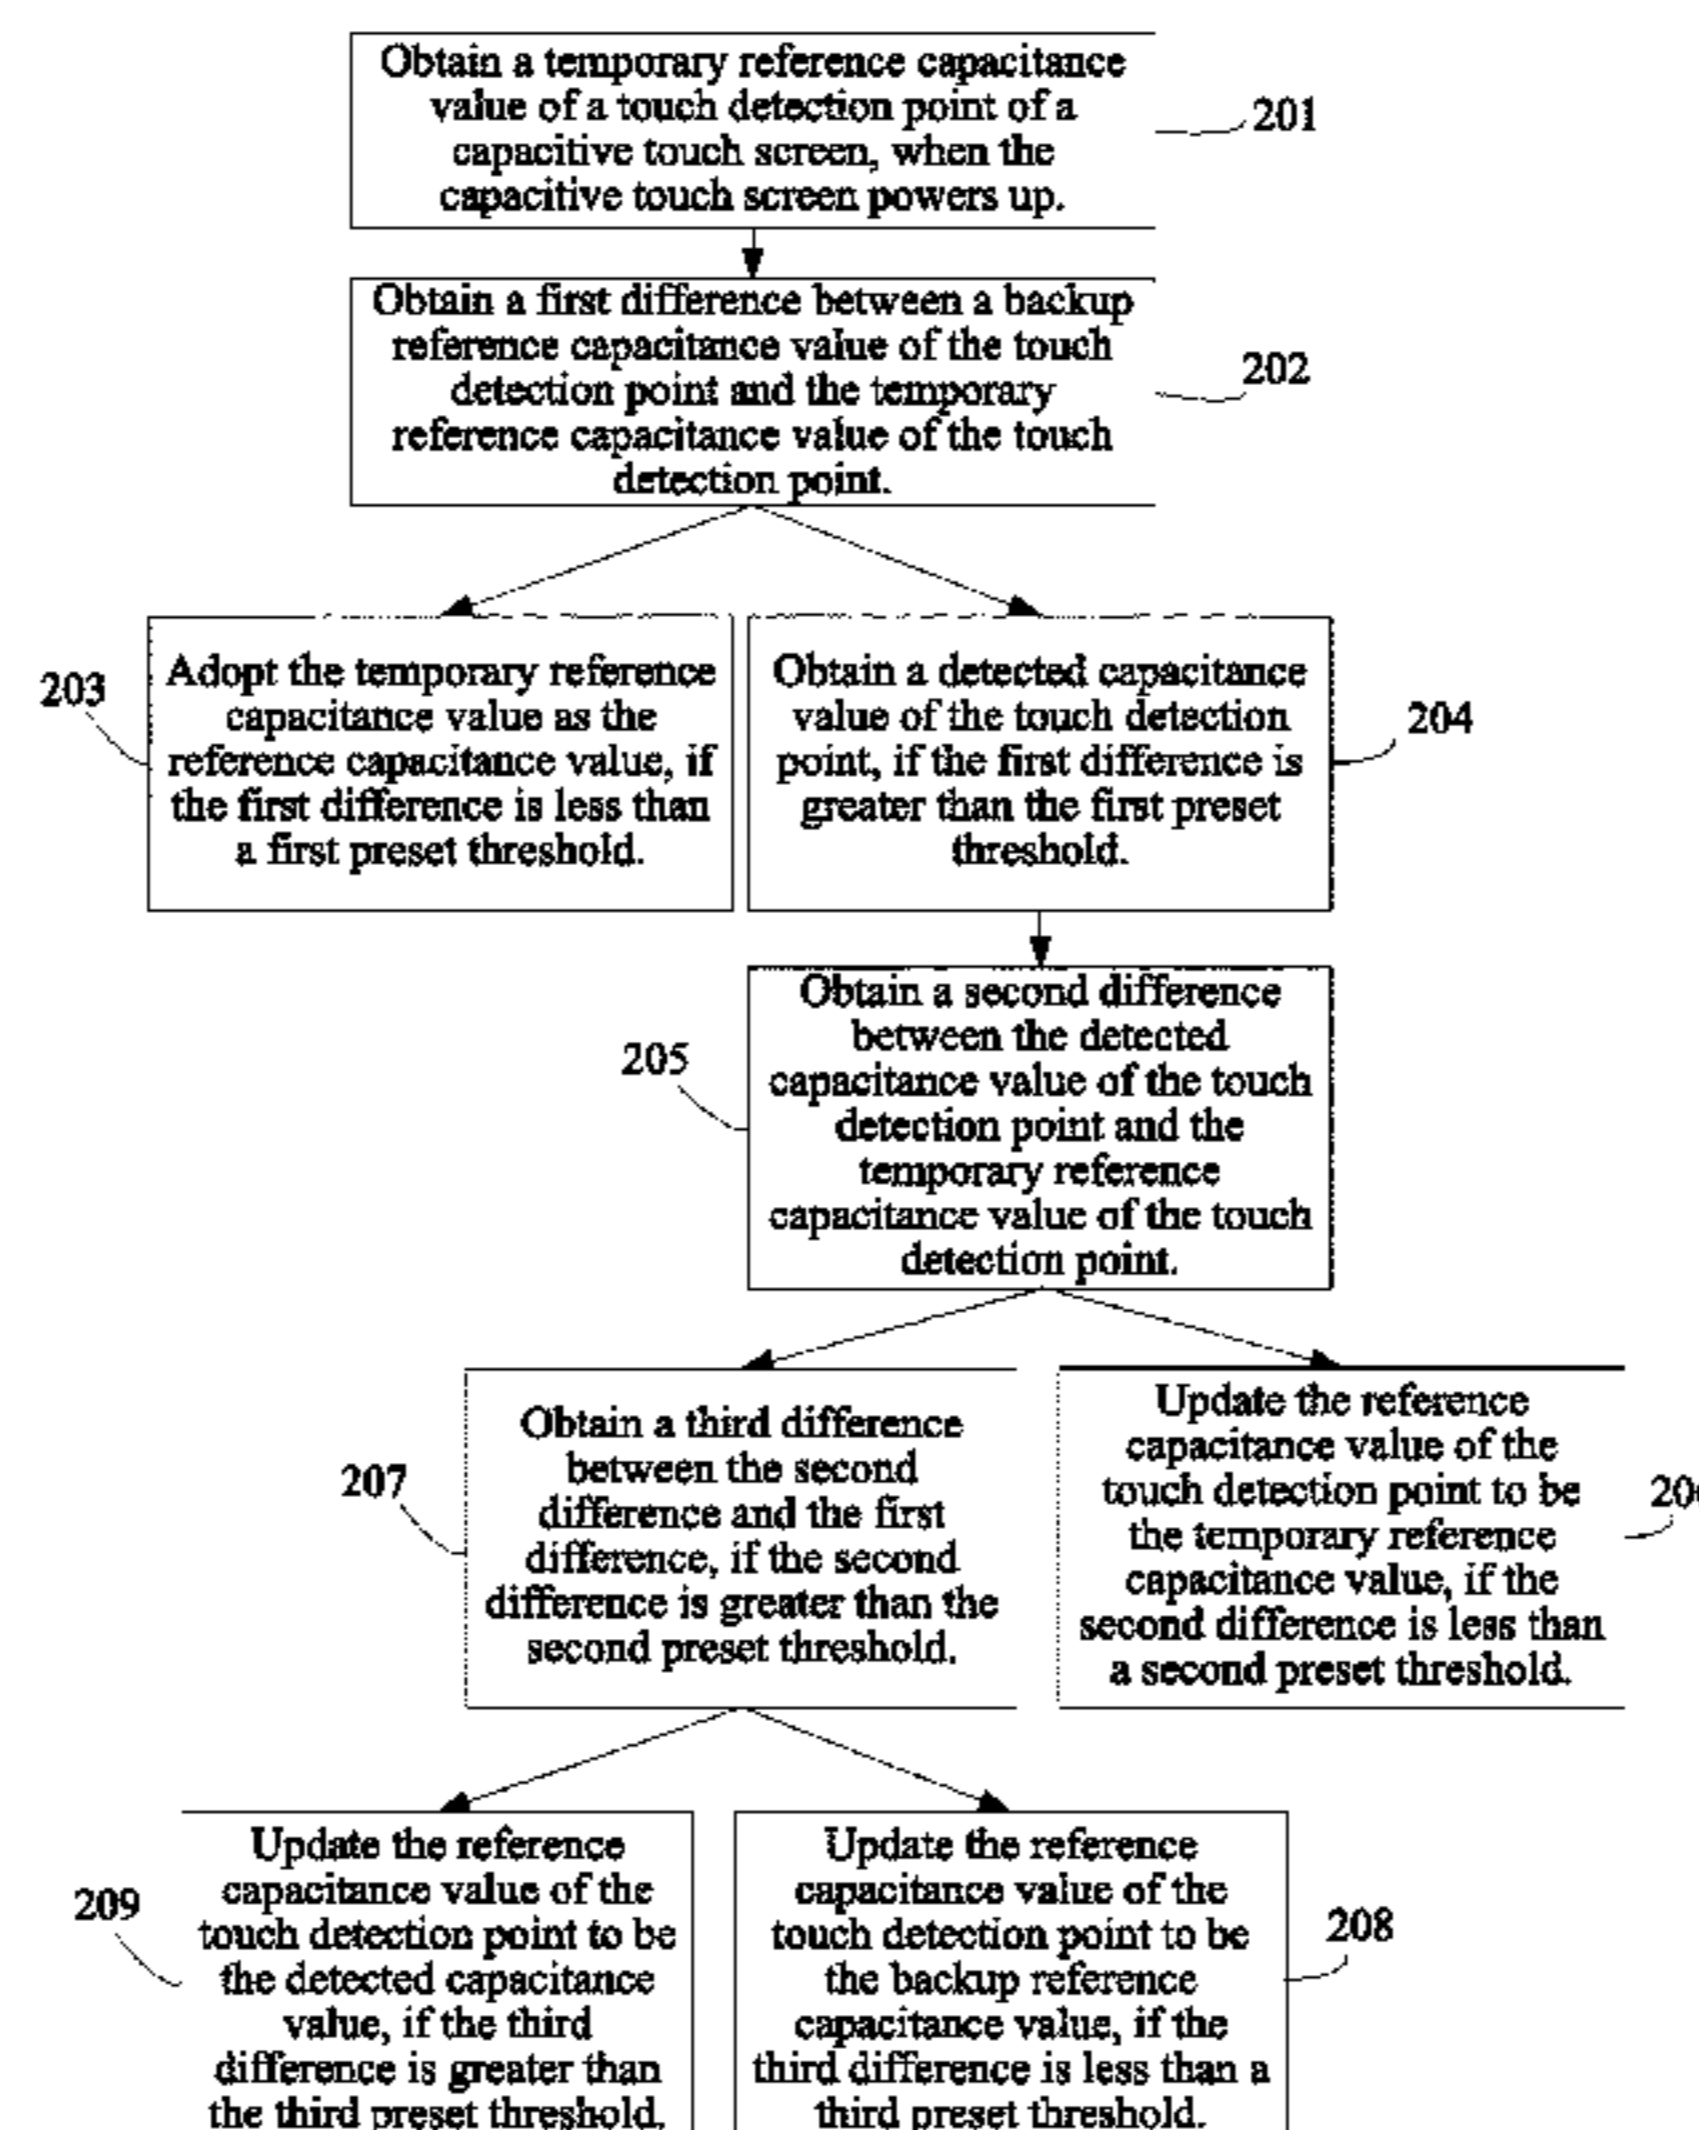 Obtain a temporary reference capacitance
value of a touch detection point of a
capacitive touch screen, when the
capacitive touch screen powers up.
201
Obtain a first difference between a backup
reference capacitance value of the touch
detection point and the temporary
reference capacitance value of the touch
detection point.
202
203
Adopt the temporary reference
capacitance value as the
reference capacitance value, if
the first difference is less than
a first preset threshold.
Obtain a detected capacitance
value of the touch detection
point, if the first difference is
greater than the first preset
threshold.
204
205
Obtain a second difference
between the detected
capacitance value of the touch
detection point and the
temporary reference
capacitance value of the touch
detection point.
207
Obtain a third difference
between the second
difference and the first
difference, if the second
difference is greater than the
second preset threshold.
Update the reference
capacitance value of the
touch detection point to be
the temporary reference
capacitance value, if the
second difference is less than
a second preset threshold.
209
Update the reference
capacitance value of the
touch detection point to be
the detected capacitance
value, if the third
difference is greater than
the third preset threshold.
Update the reference
capacitance value of the
touch detection point to be
the backup reference
capacitance value, if the
third difference is less than a
third preset threshold.
208